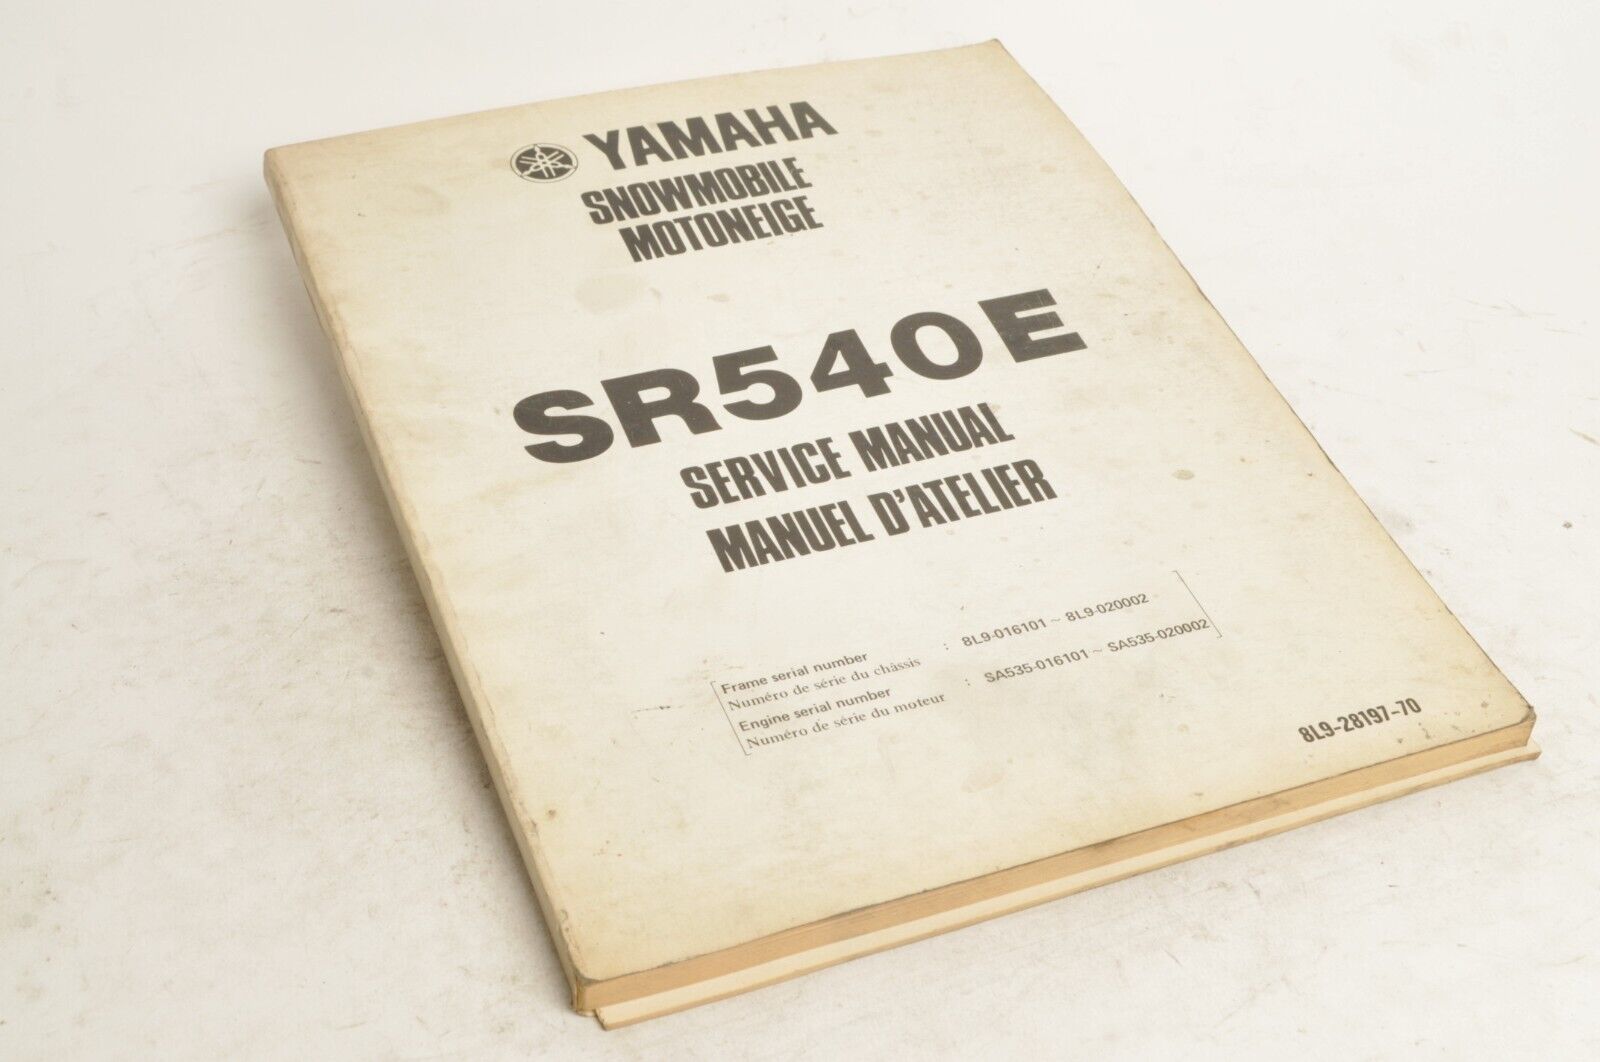 YAMAHA
SNOWMOBILE
MOTONEIGE
SR540E
SERVICE MANUAL
MANUEL D'ATELIER
Frame serial number
Numéro de série du châssis : 8L9-016101 ~ 8L9-020002
Engine serial number
Numéro de série du moteur : SA535-016101 ~ SA535-020002
8L9-28197-70